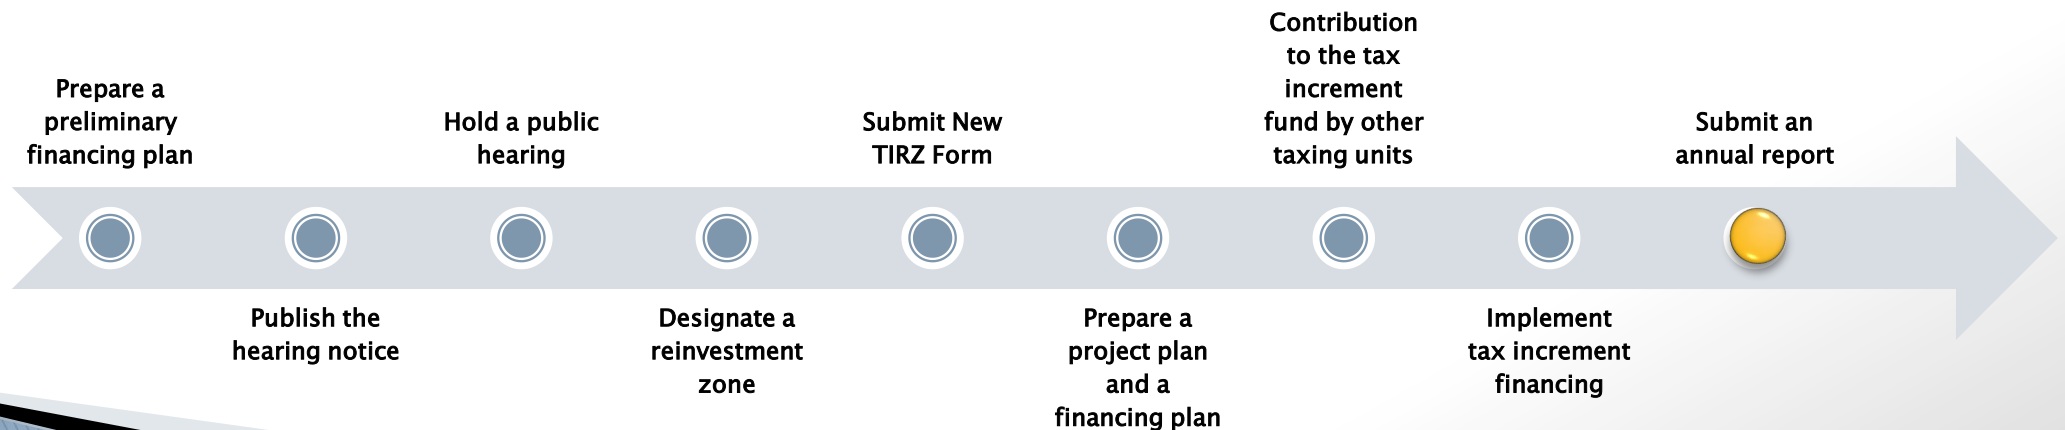 Prepare a
preliminary
financing plan
Publish the
hearing notice
Hold a public
hearing
Designate a
reinvestment
zone
Submit New
TIRZ Form
Prepare a
project plan
and a
financing plan
Contribution
to the tax
increment
fund by other
taxing units
Implement
tax increment
financing
Submit an
annual report